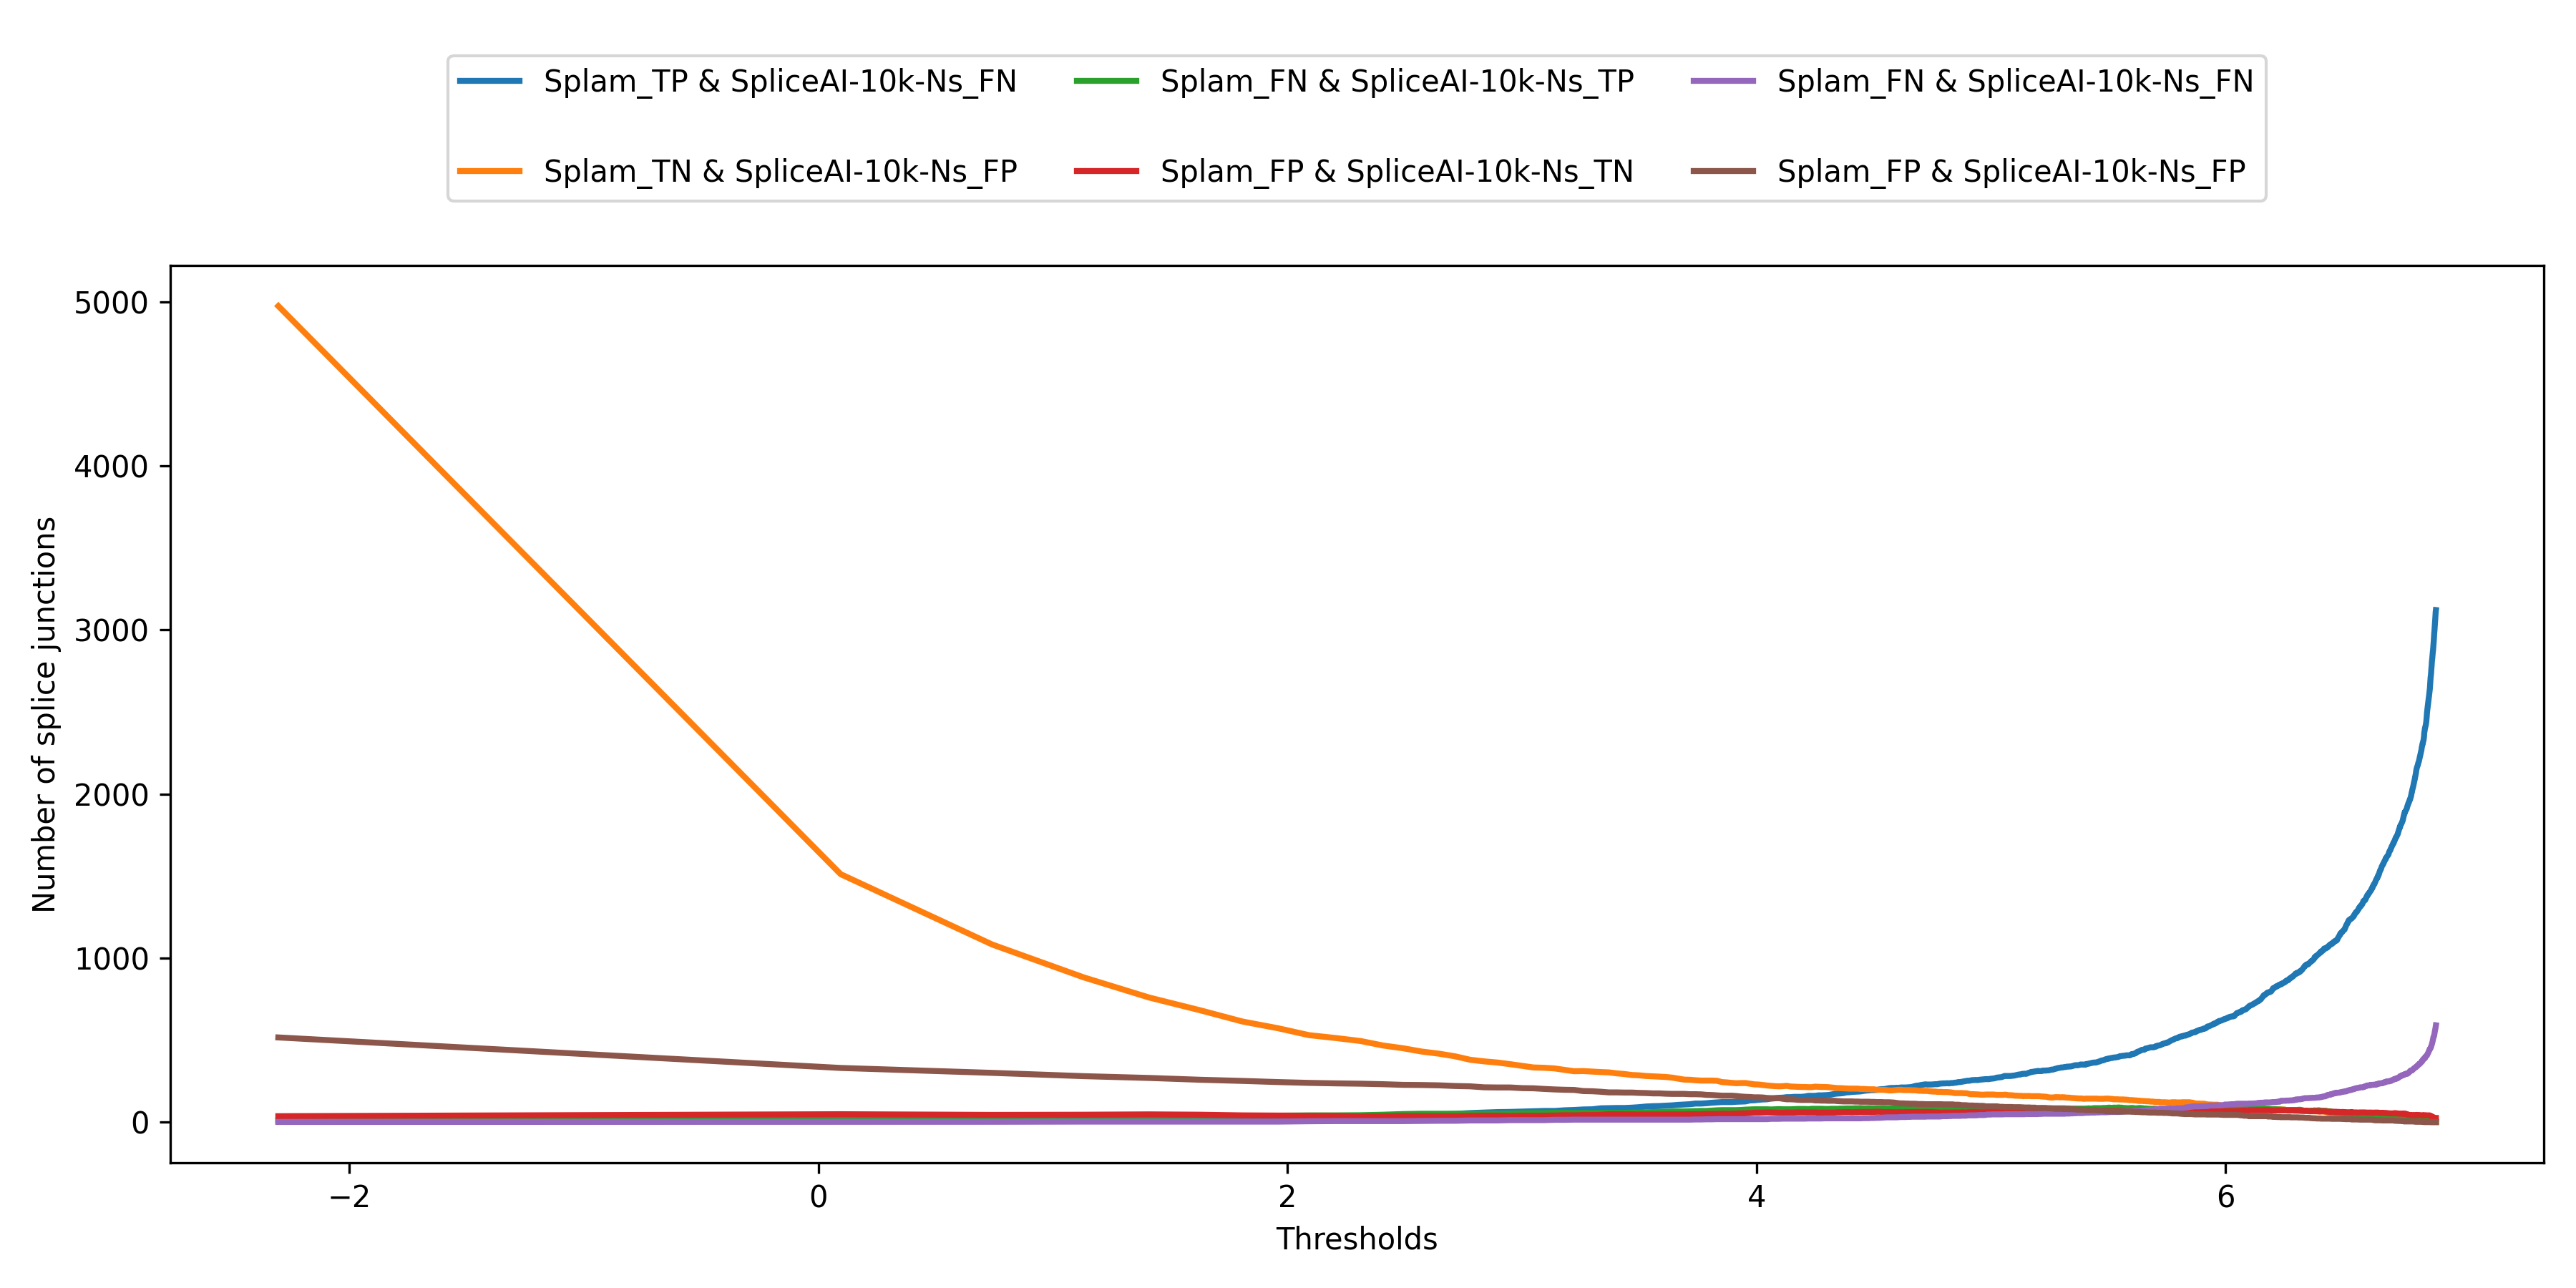 Splam_TP & SpliceAI-10k-Ns_FN Splam_FN & SpliceAI-10k-Ns_TP Splam_FN & SpliceAI-10k-Ns_FN
Splam_TN & SpliceAI-10k-Ns_FP Splam_FP & SpliceAI-10k-Ns_TN Splam_FP & SpliceAI-10k-Ns_FP
5000
4000
3000
2000
1000
0
Number of splice junctions
−2 0 2 4 6
Thresholds